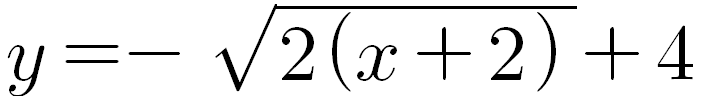 y = − √2(x + 2) + 4